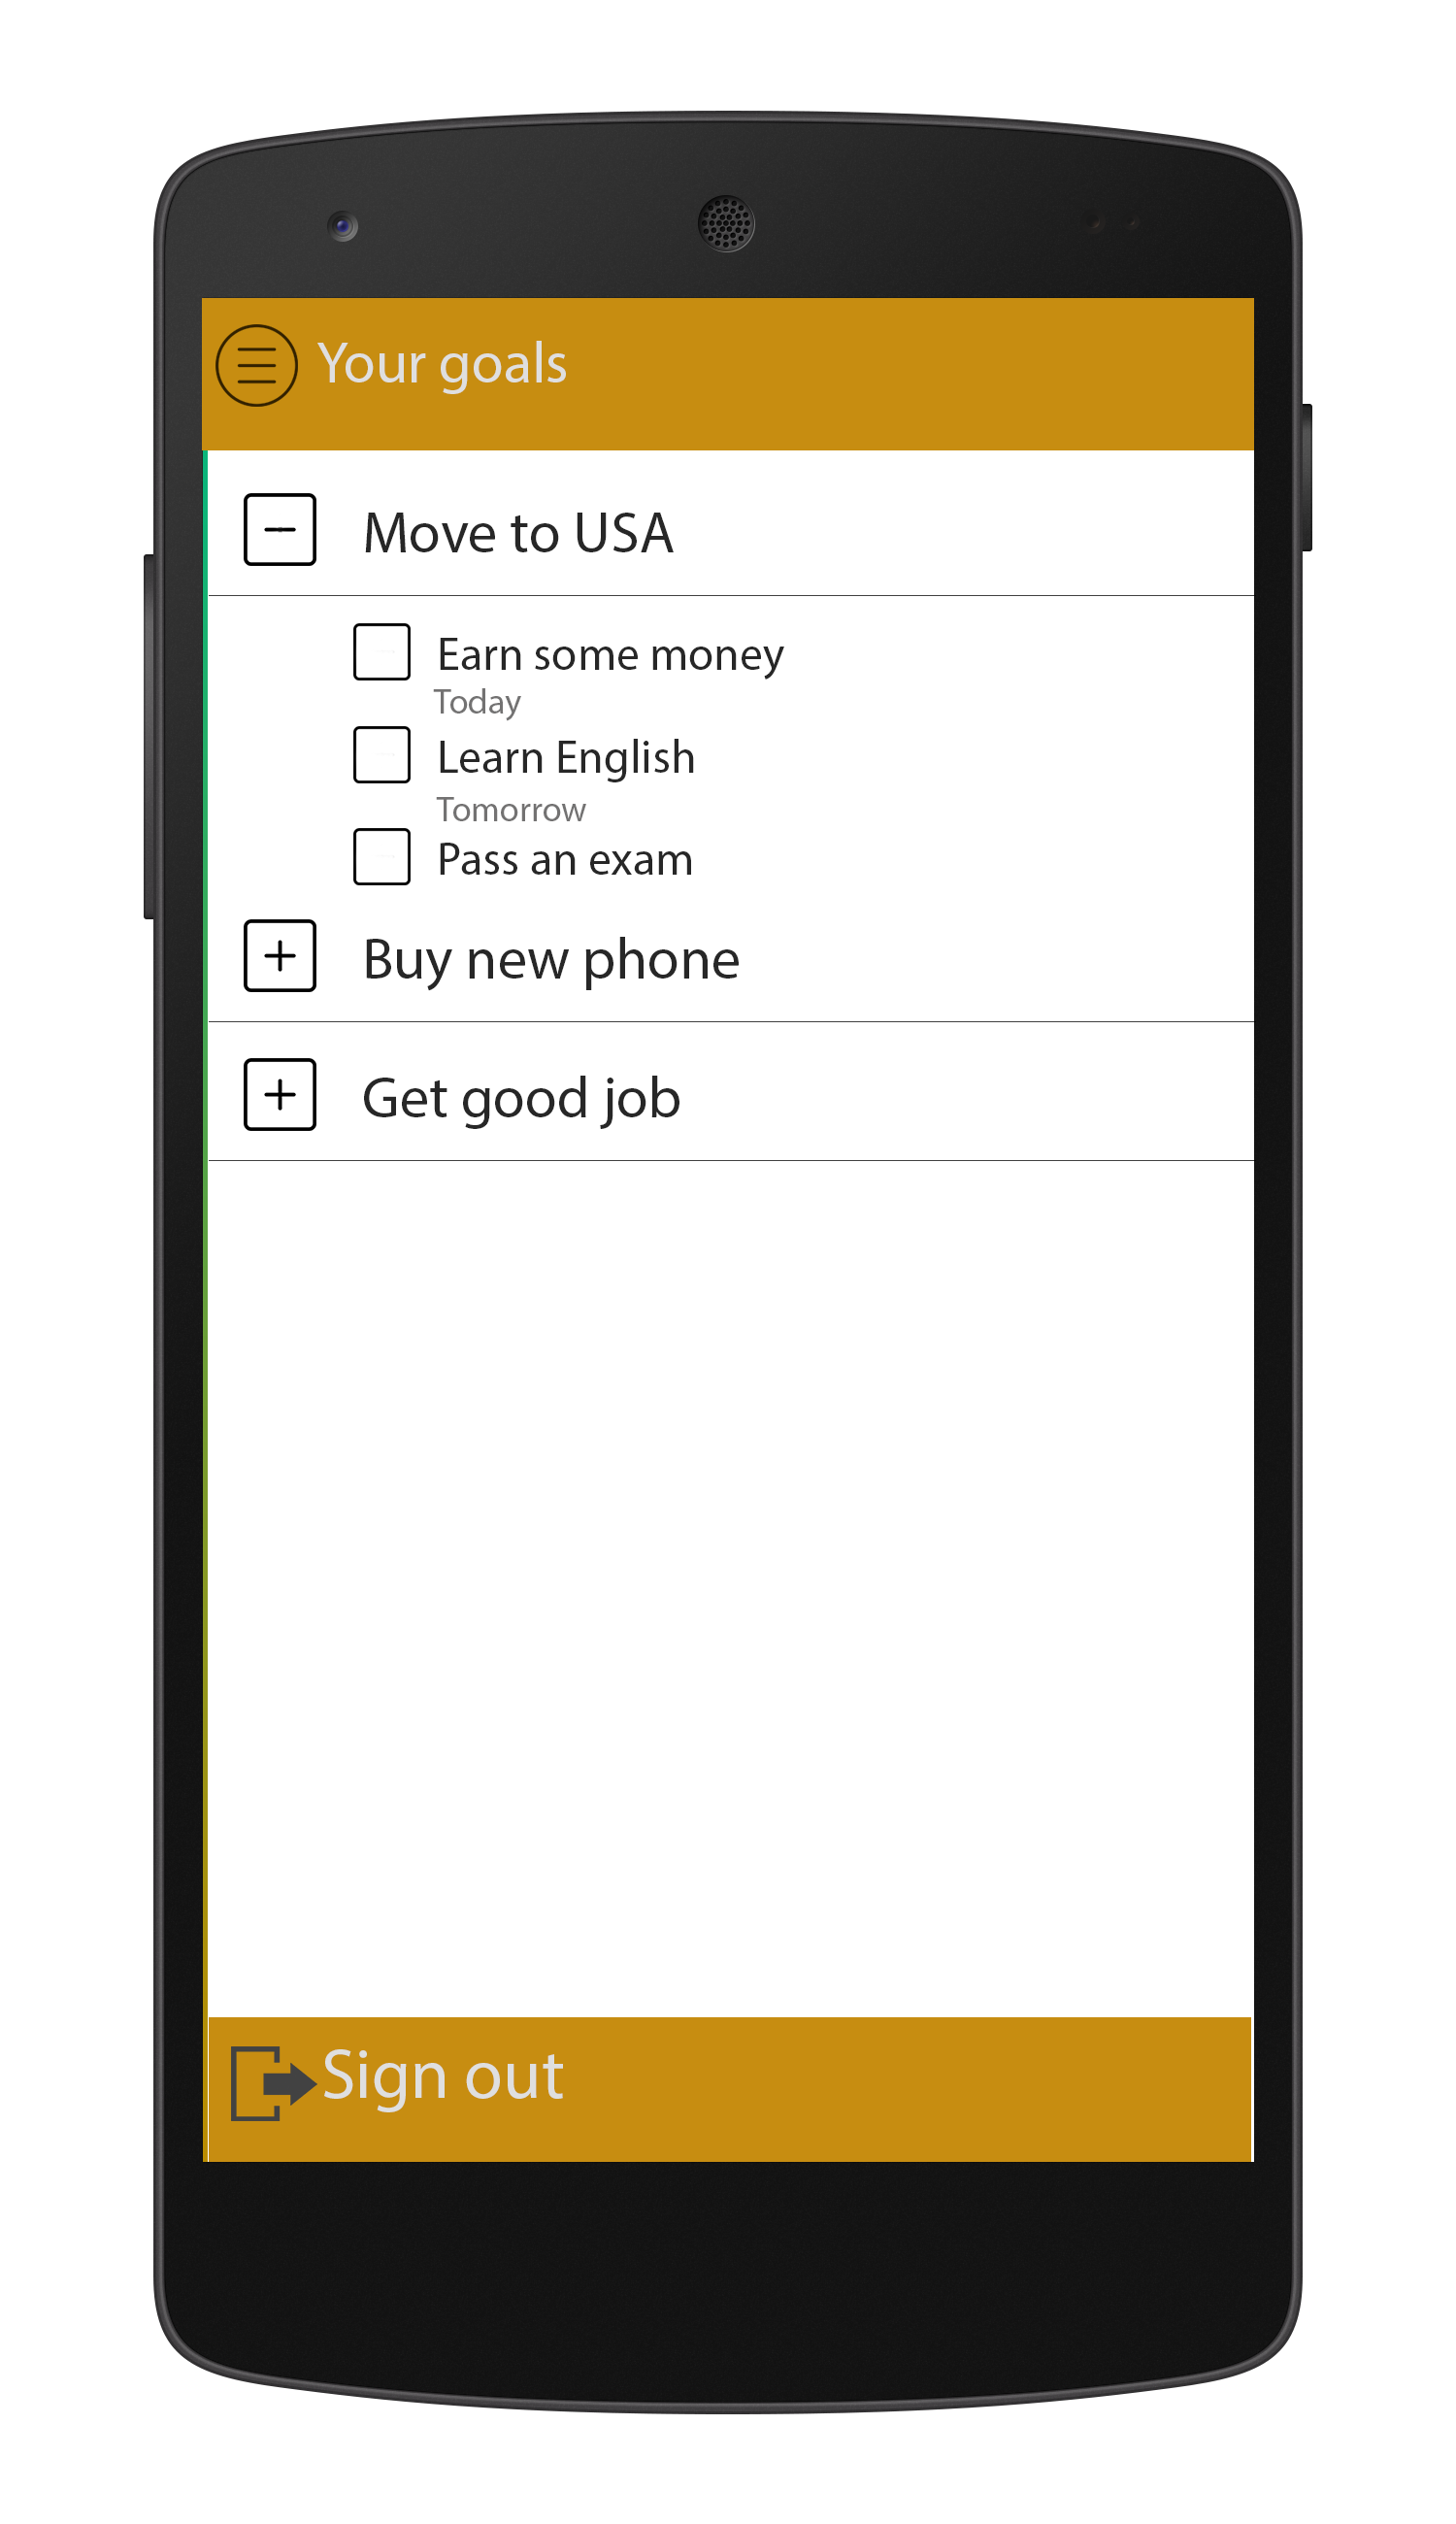 Your goals
Move to USA
Earn some money
Today
Learn English
Tomorrow
Pass an exam
Buy new phone
Get good job
Sign out